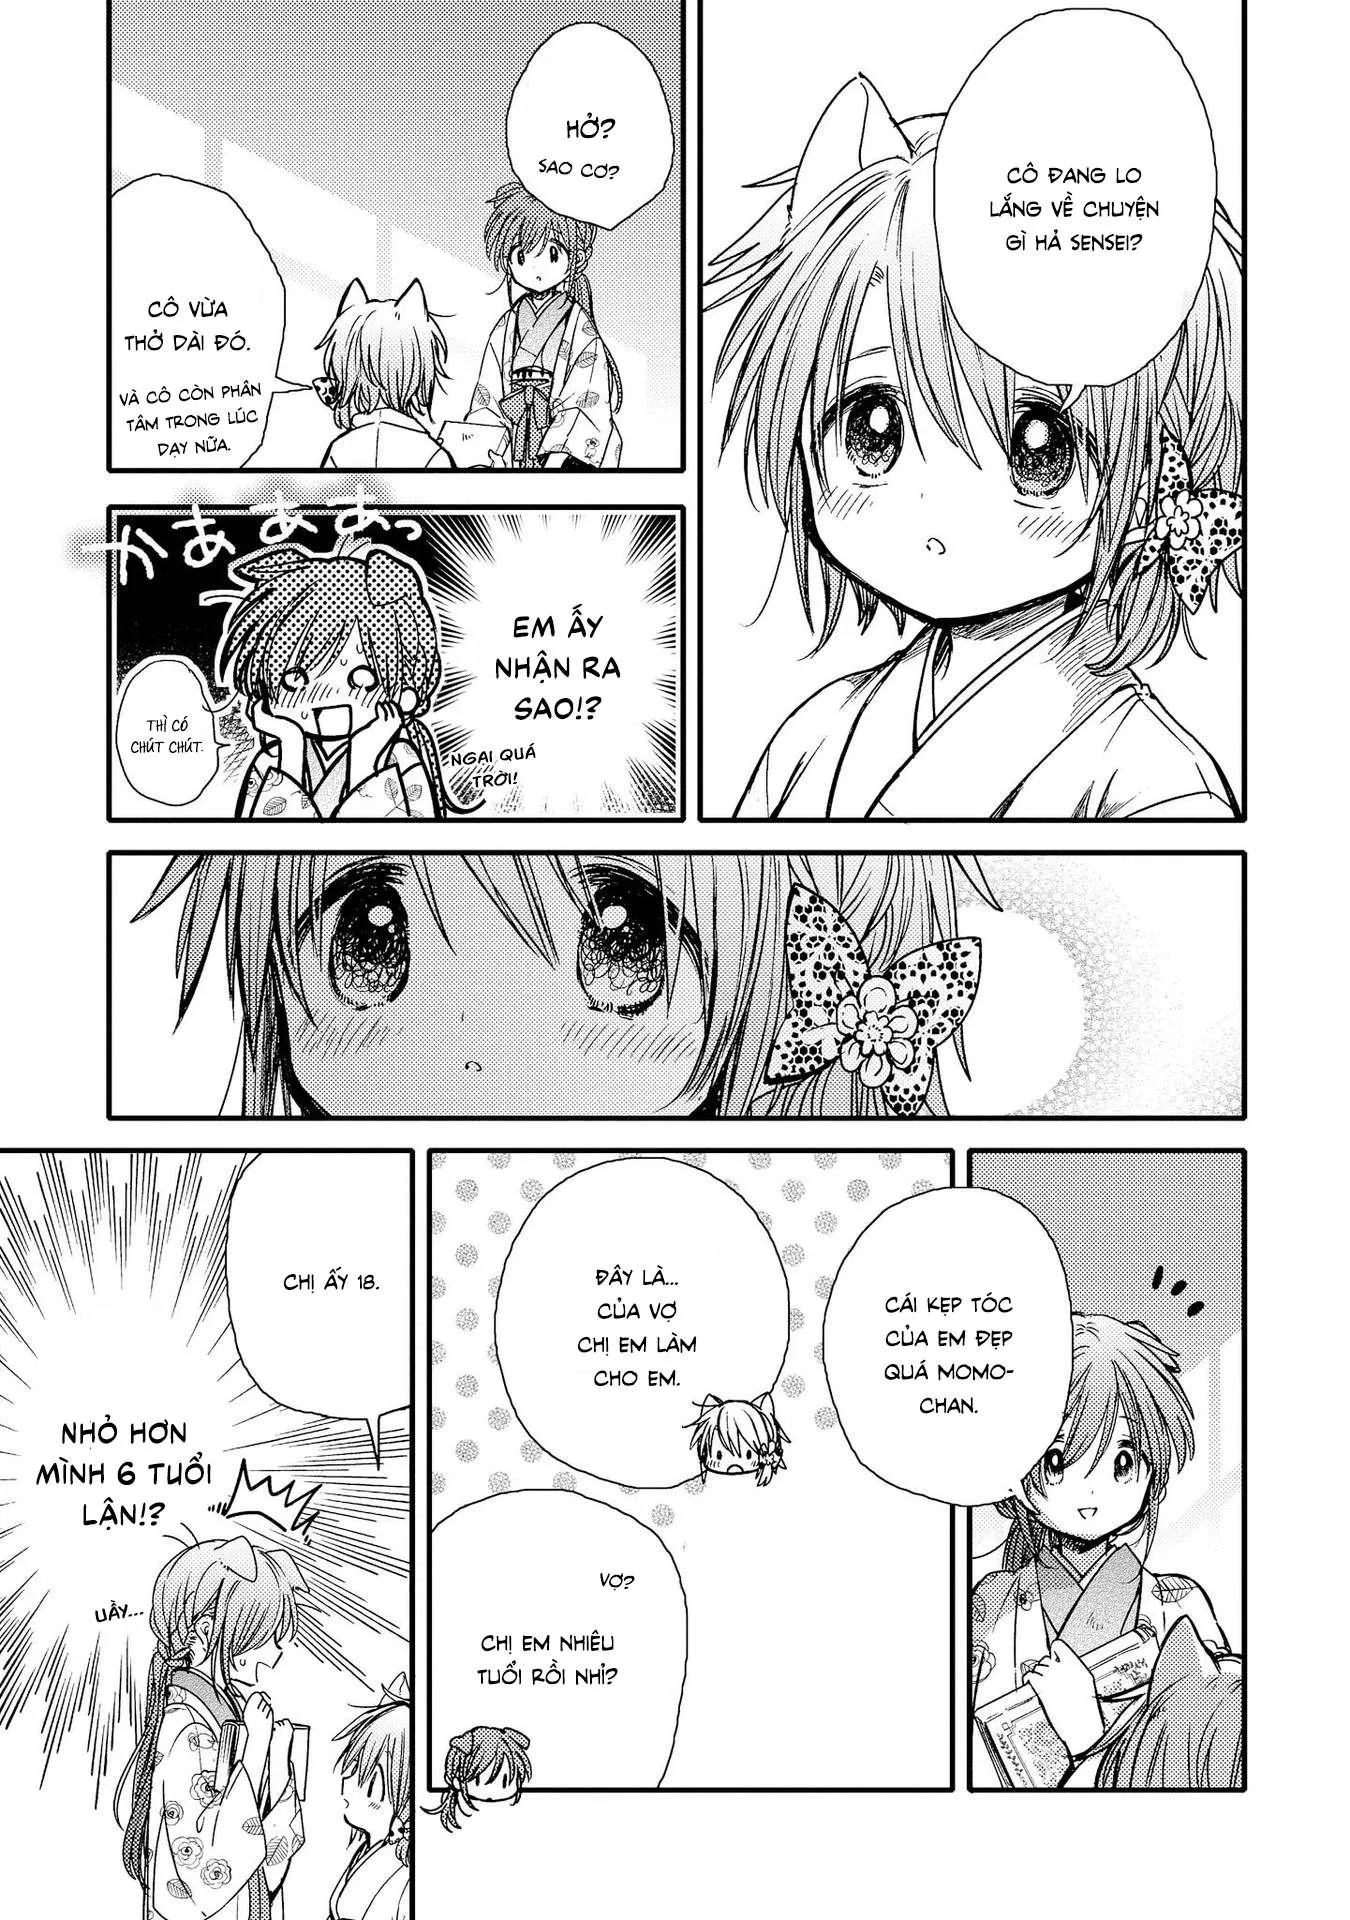 CÔ ĐANG LO
LẮNG VỀ CHUYỆN
GÌ HẢ SENSEI?
HỞ?
SAO CƠ?
CÔ VỪA
THỞ DÀI ĐÓ.
VÀ CÔ CÒN PHÂN
TÂM TRONG LÚC
DẠY NỮA.
EM ẤY
NHẬN RA
SAO!?
NGẠI QUÁ
TRỜI!
かあああっ
THÌ CÓ
CHÚT CHÚT.
CÁI KẸP TÓC
CỦA EM ĐẸP
QUÁ MOMO-
CHAN.
ĐÂY LÀ...
CỦA VỢ
CHỊ EM LÀM
CHO EM.
VỢ?
CHỊ EM NHIÊU
TUỔI RỒI NHỈ?
CHỊ ẤY 18.
NHỎ HƠN
MÌNH 6 TUỔI
LẬN!?
UẦY...